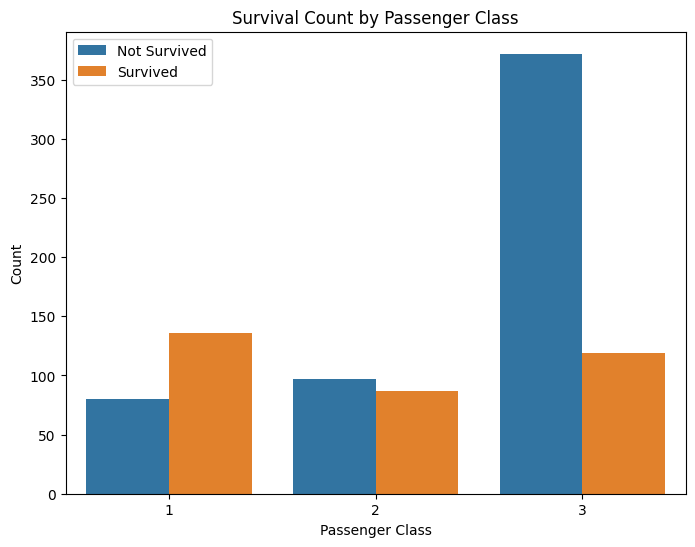 Survival Count by Passenger Class
Not Survived
Survived
350
300
250
200
150
100
50
0
Count
1 2 3
Passenger Class